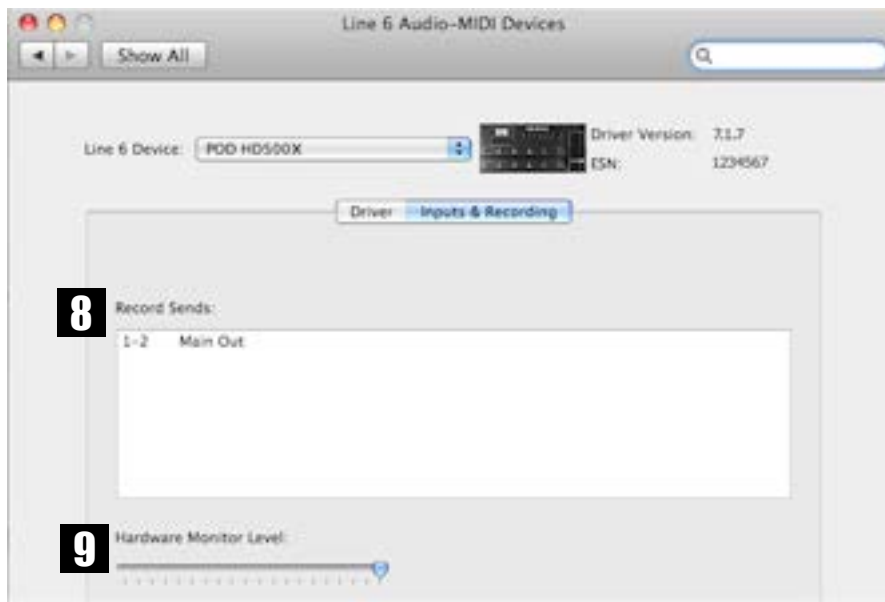 Line 6 Audio-MIDI Devices
Show All
Line 6 Device: POD HD500X
Driver Version: 7.1.7
ESN: 1234567
Driver Inputs & Recording
8 Record Sends:
1-2 Main Out
9 Hardware Monitor Level: